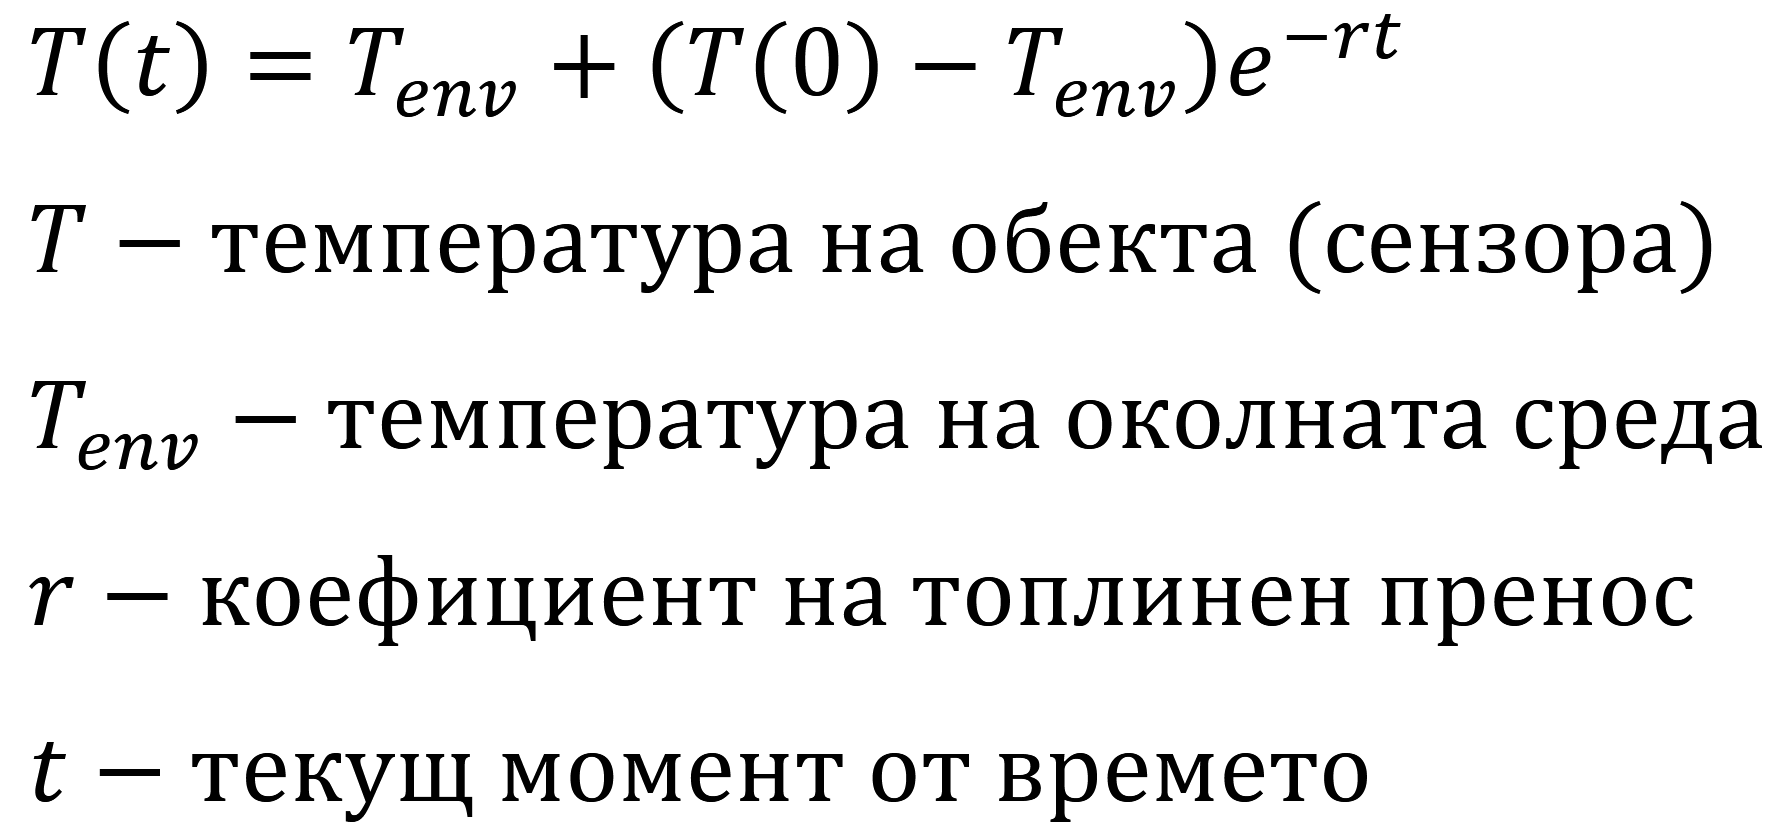 T(t) = T_env + (T(0) − T_env)e^−rt
T − температура на обекта (сензора)
T_env − температура на околната среда
r − коефициент на топлинен пренос
t − текущ момент от времето